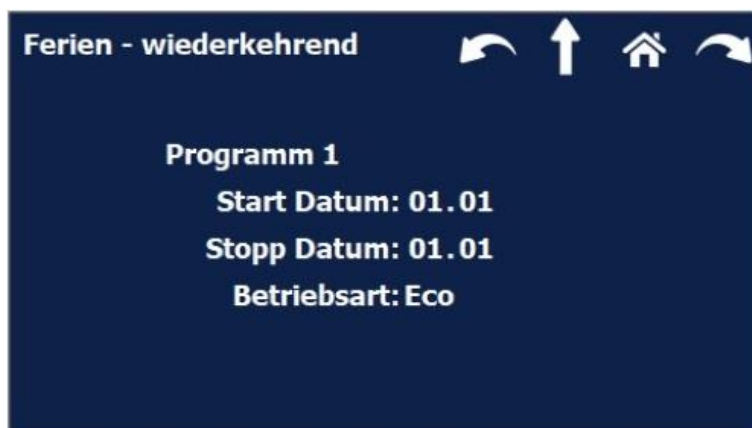 Ferien - wiederkehrend
Programm 1
Start Datum: 01.01
Stopp Datum: 01.01
Betriebsart: Eco